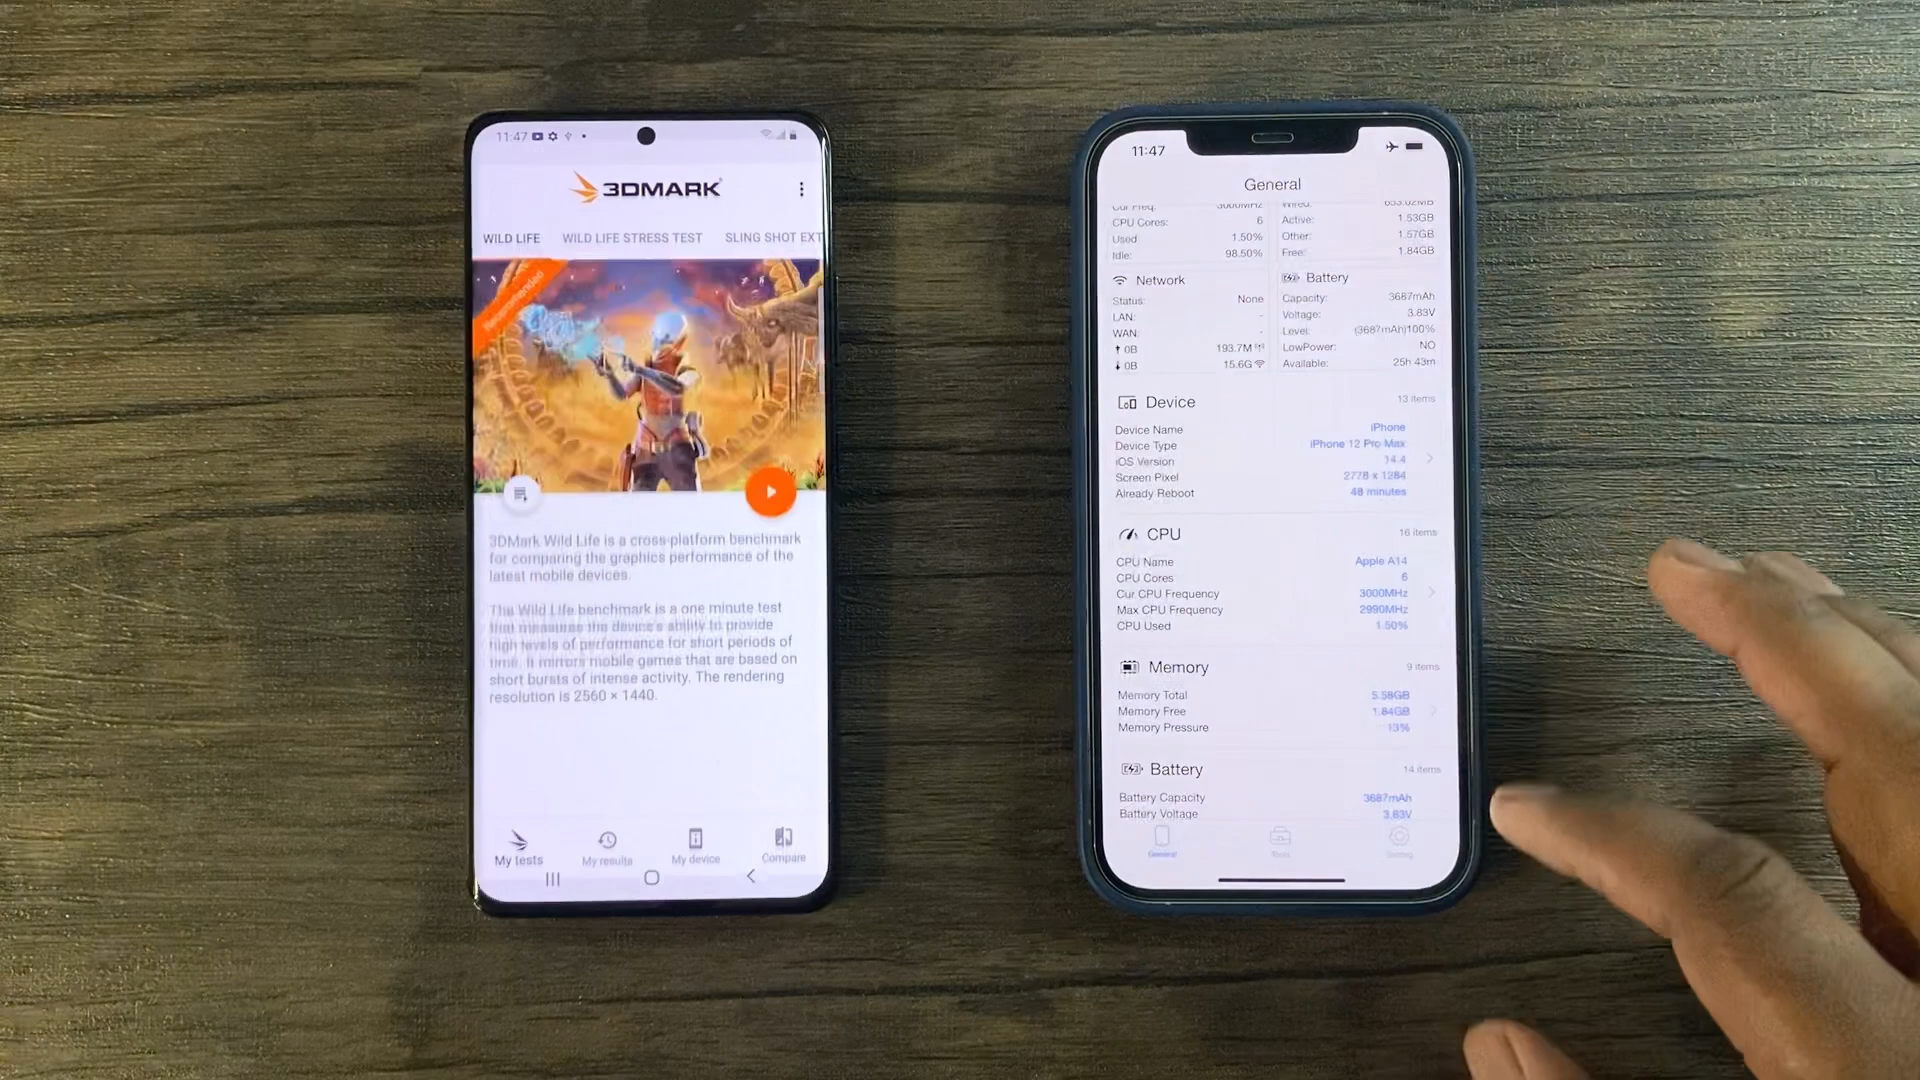 11:47
3DMARK
WILD LIFE
WILD LIFE STRESS TEST
SLING SHOT EXT
Recommended
3DMark Wild Life is a cross-platform benchmark
for comparing the graphics performance of the
latest mobile devices.
The Wild Life benchmark is a one minute test
that measures the device's ability to provide
high levels of performance for short periods of
time. It mirrors mobile games that are based on
short bursts of intense activity. The rendering
resolution is 2560 × 1440.
My tests
My results
My device
Compare
11:47
General
Cur Freq: 3000MHz
CPU Cores: 6
Used 1.50%
Idle: 98.50%
Wired: 653.02MB
Active: 1.53GB
Other: 1.57GB
Free: 1.84GB
Network
Status: None
LAN: -
WAN: -
0B 193.7M
0B 15.6G
Battery
Capacity: 3687mAh
Voltage: 3.83V
Level: (3687mAh)100%
LowPower: NO
Available: 25h 43m
Device 13 items
Device Name iPhone
Device Type iPhone 12 Pro Max
iOS Version 14.4
Screen Pixel 2778 x 1284
Already Reboot 48 minutes
CPU 16 items
CPU Name Apple A14
CPU Cores 6
Cur CPU Frequency 3000MHz
Max CPU Frequency 2990MHz
CPU Used 1.50%
Memory 9 items
Memory Total 5.58GB
Memory Free 1.84GB
Memory Pressure 13%
Battery 14 items
Battery Capacity 3687mAh
Battery Voltage 3.83V
General